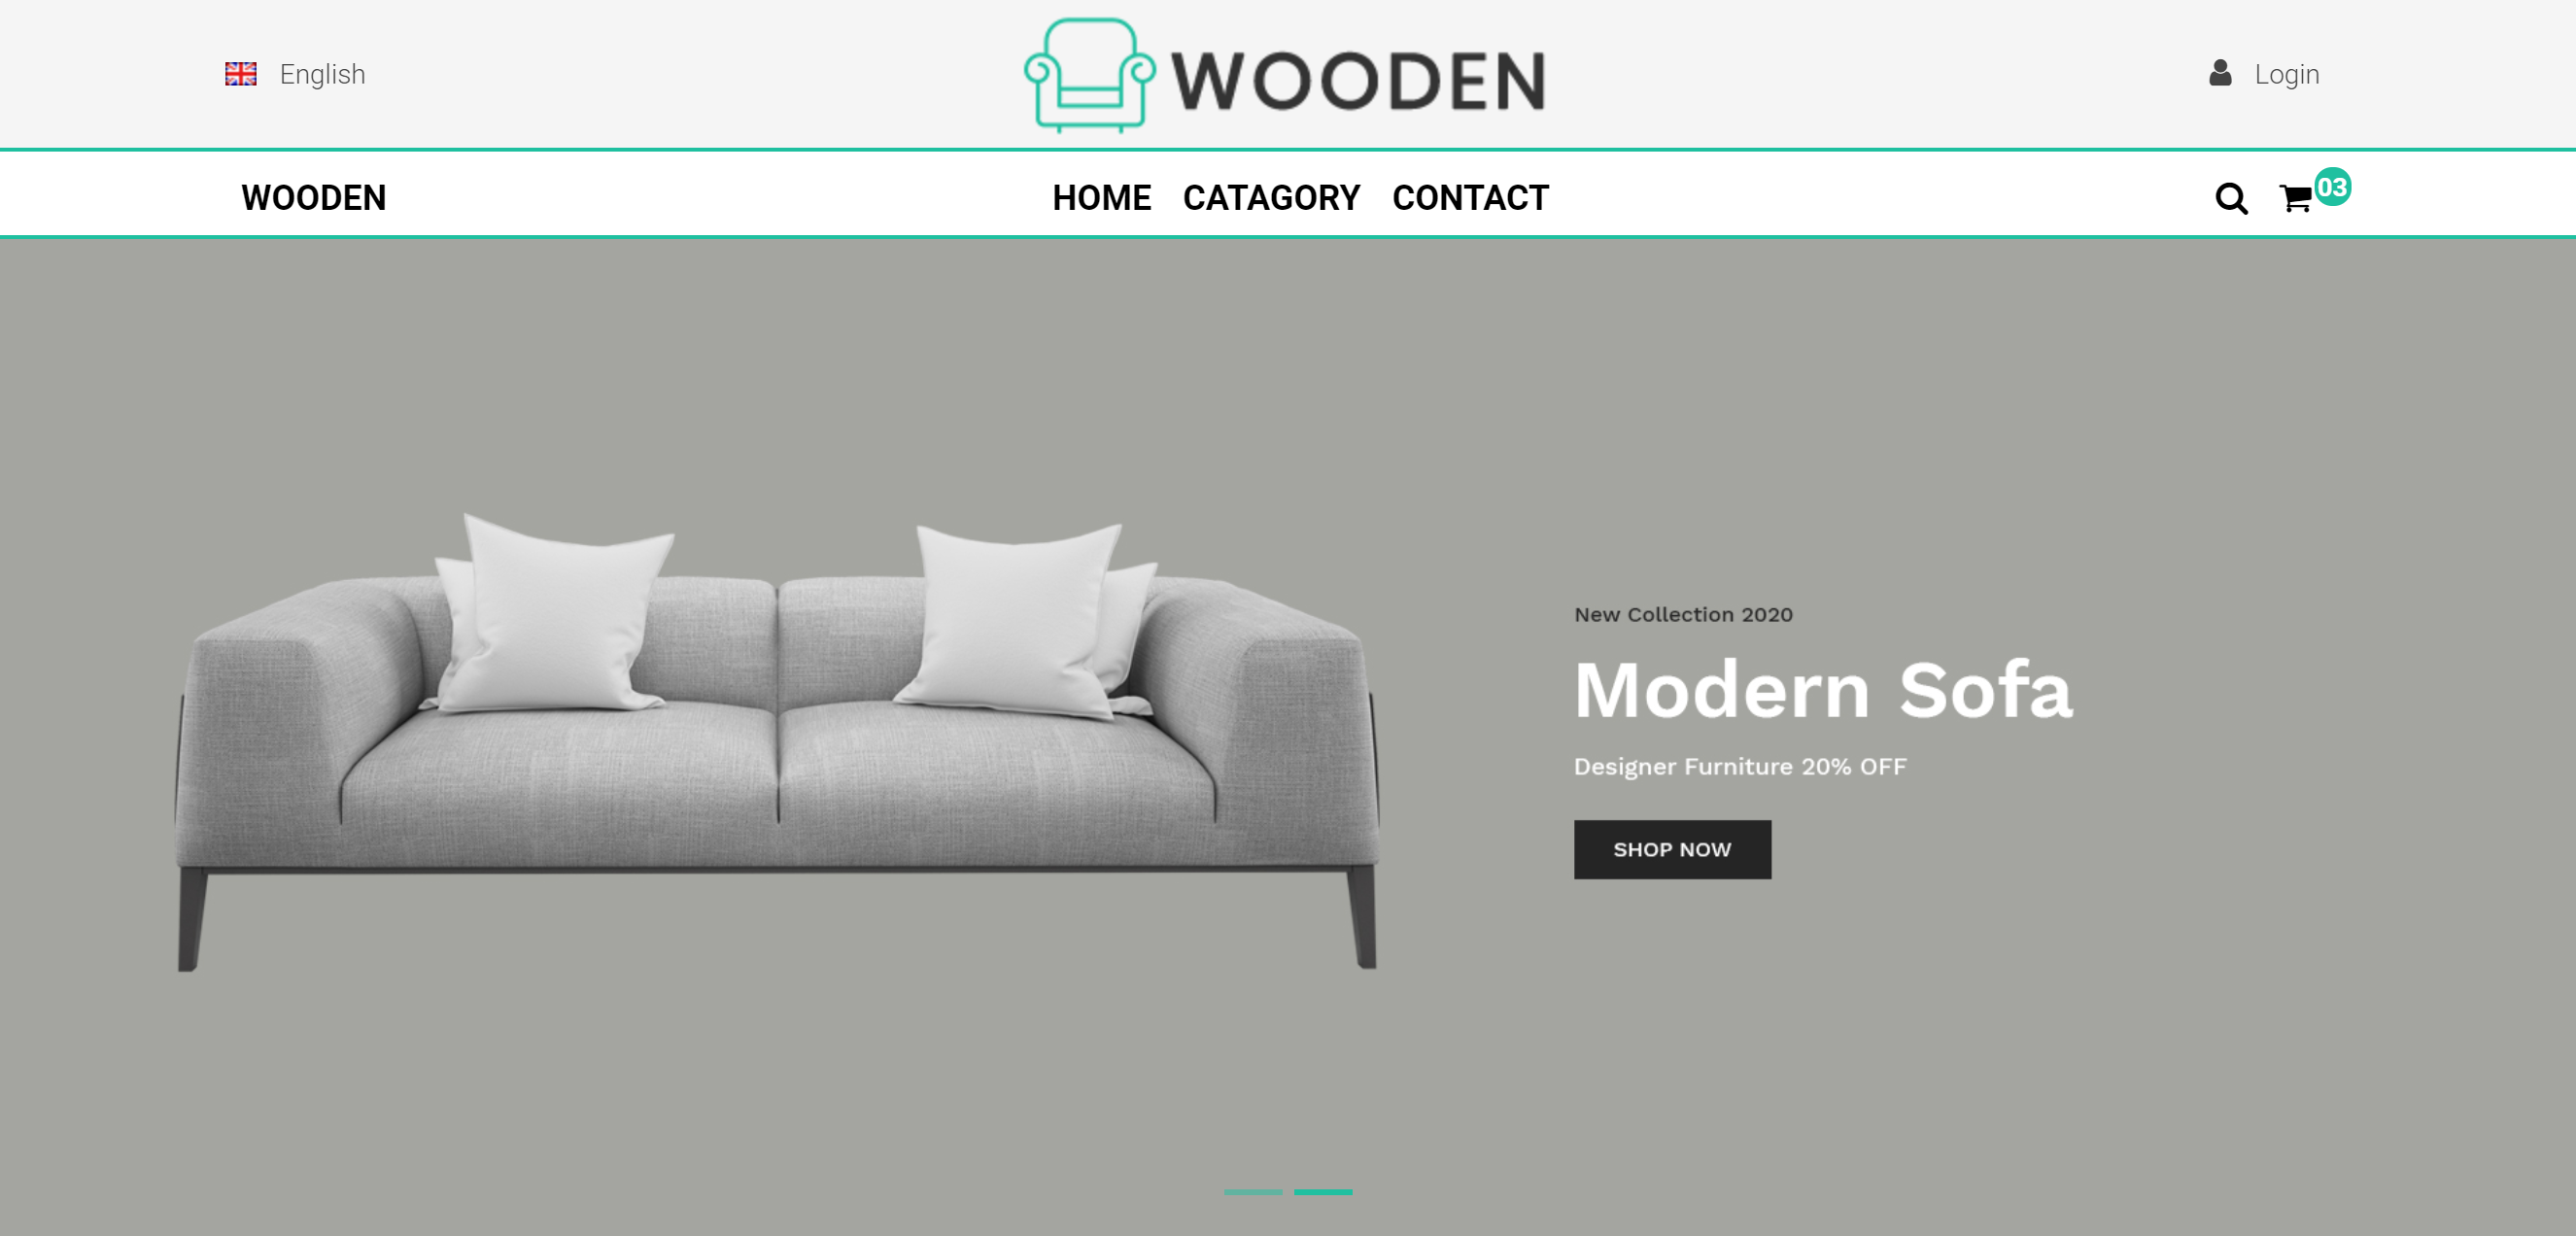 English
WOODEN
Login
WOODEN
HOME CATAGORY CONTACT
03
New Collection 2020
Modern Sofa
Designer Furniture 20% OFF
SHOP NOW